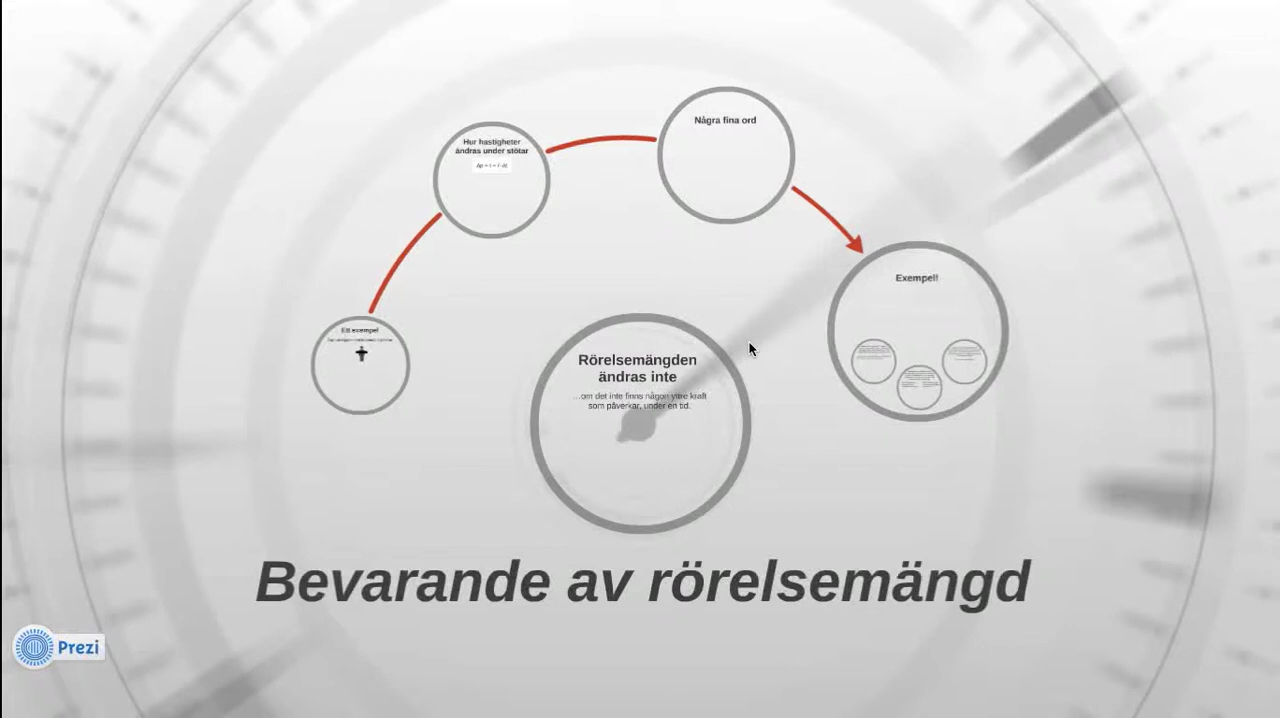 Hur hastigheter
ändras under stötar
Några fina ord
Exempel!
Ett exempel
Rörelsemängden
ändras inte
...om det inte finns någon yttre kraft
som påverkar, under en tid.
Bevarande av rörelsemängd
Prezi